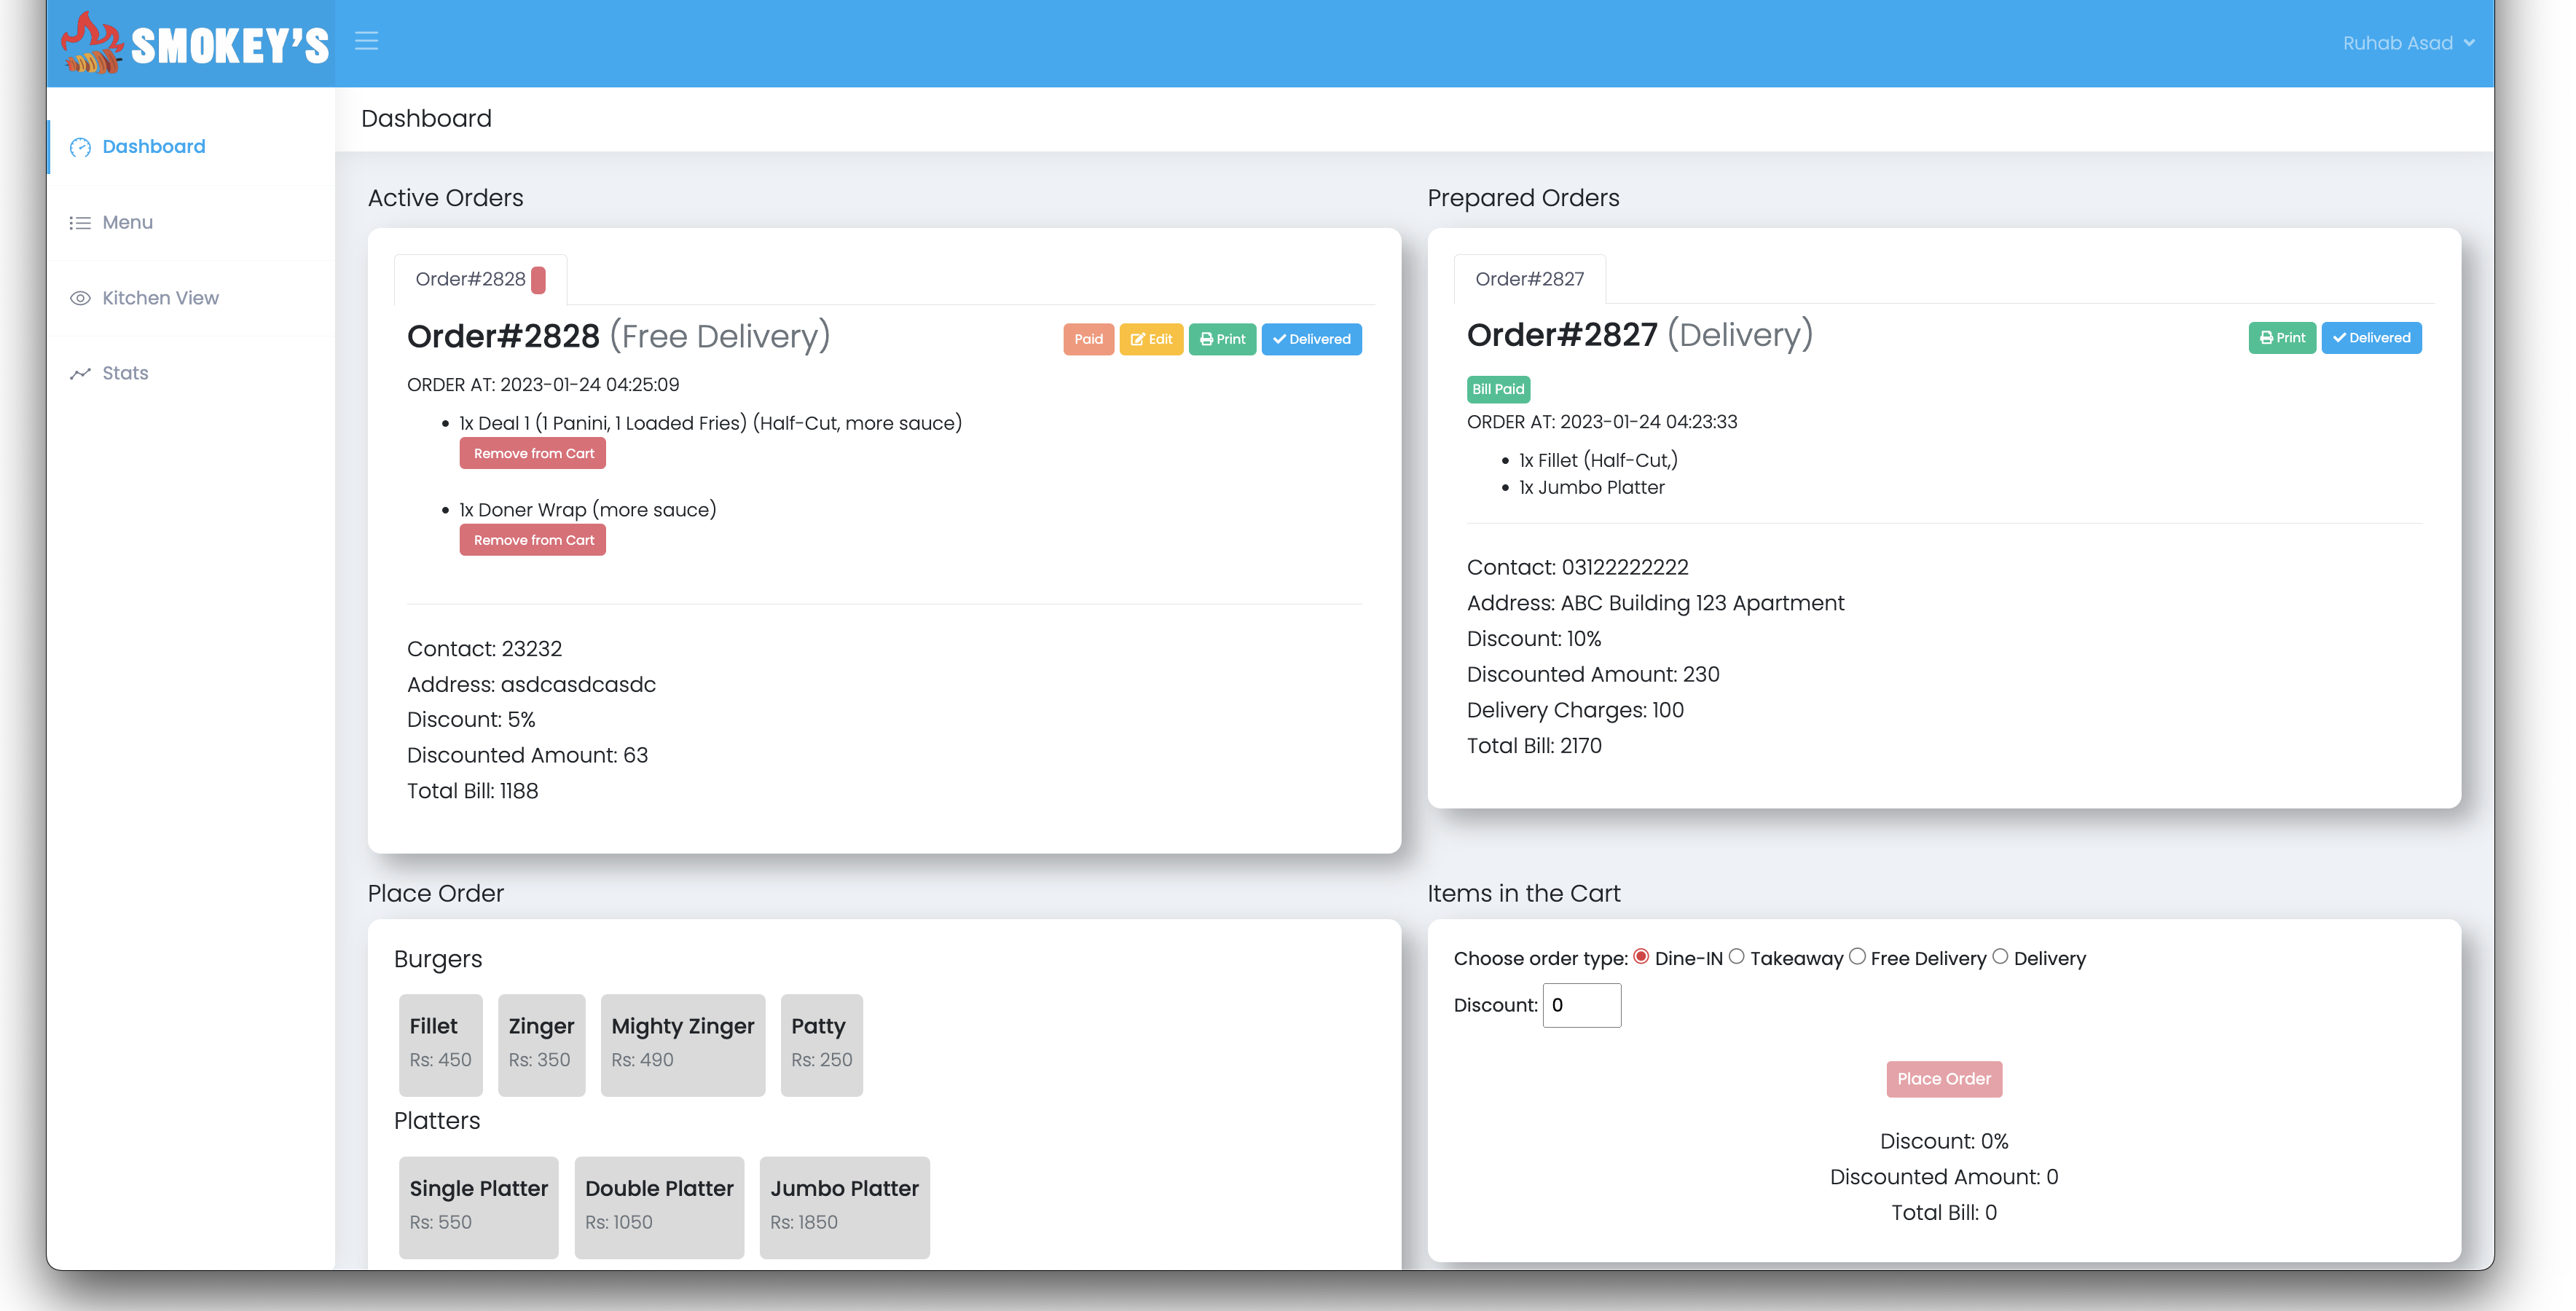 SMOKEY'S
Ruhab Asad
Dashboard
Menu
Kitchen View
Stats
Dashboard
Active Orders
Order#2828
Order#2828 (Free Delivery)
Paid Edit Print Delivered
ORDER AT: 2023-01-24 04:25:09
1x Deal 1 (1 Panini, 1 Loaded Fries) (Half-Cut, more sauce)
Remove from Cart
1x Doner Wrap (more sauce)
Remove from Cart
Contact: 23232
Address: asdcasdcasdc
Discount: 5%
Discounted Amount: 63
Total Bill: 1188
Prepared Orders
Order#2827
Order#2827 (Delivery)
Print Delivered
Bill Paid
ORDER AT: 2023-01-24 04:23:33
1x Fillet (Half-Cut,)
1x Jumbo Platter
Contact: 03122222222
Address: ABC Building 123 Apartment
Discount: 10%
Discounted Amount: 230
Delivery Charges: 100
Total Bill: 2170
Place Order
Burgers
Fillet Zinger Mighty Zinger Patty
Rs: 450 Rs: 350 Rs: 490 Rs: 250
Platters
Single Platter Double Platter Jumbo Platter
Rs: 550 Rs: 1050 Rs: 1850
Items in the Cart
Choose order type: Dine-IN Takeaway Free Delivery Delivery
Discount: 0
Place Order
Discount: 0%
Discounted Amount: 0
Total Bill: 0